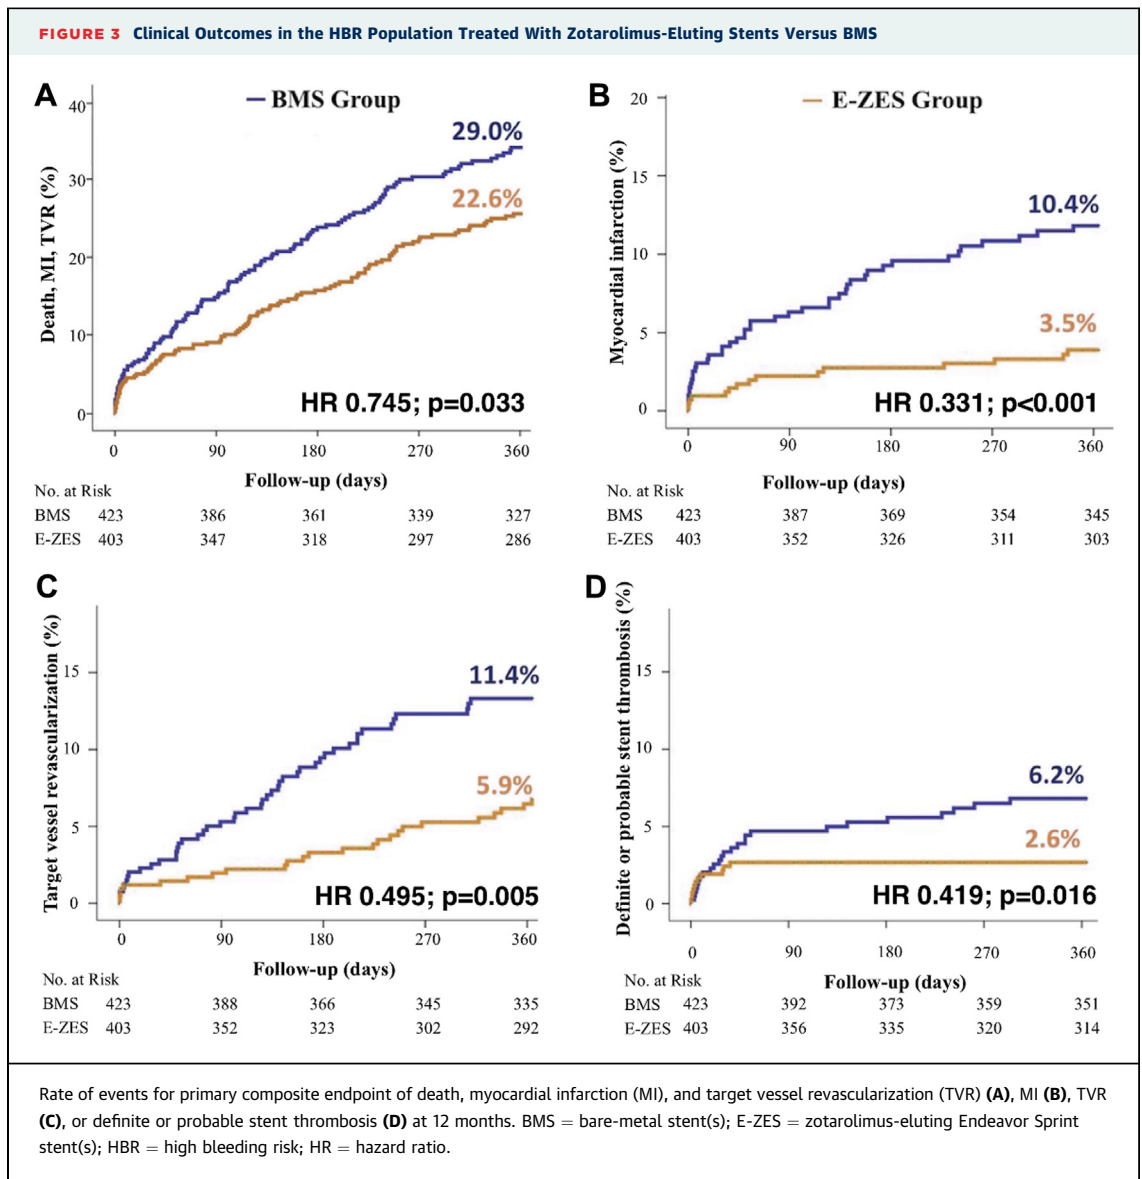 FIGURE 3 Clinical Outcomes in the HBR Population Treated With Zotarolimus-Eluting Stents Versus BMS
A
BMS Group
Death, MI, TVR (%)
40
30
20
10
0
29.0%
22.6%
HR 0.745; p=0.033
0 90 180 270 360
Follow-up (days)
No. at Risk
BMS 423 386 361 339 327
E-ZES 403 347 318 297 286
B
E-ZES Group
Myocardial infarction (%)
20
15
10
5
0
10.4%
3.5%
HR 0.331; p<0.001
0 90 180 270 360
Follow-up (days)
No. at Risk
BMS 423 387 369 354 345
E-ZES 403 352 326 311 303
C
Target vessel revascularization (%)
15
10
5
0
11.4%
5.9%
HR 0.495; p=0.005
0 90 180 270 360
Follow-up (days)
No. at Risk
BMS 423 388 366 345 335
E-ZES 403 352 323 302 292
D
Definite or probable stent thrombosis (%)
15
10
5
0
6.2%
2.6%
HR 0.419; p=0.016
0 90 180 270 360
Follow-up (days)
No. at Risk
BMS 423 392 373 359 351
E-ZES 403 356 335 320 314
Rate of events for primary composite endpoint of death, myocardial infarction (MI), and target vessel revascularization (TVR) (A), MI (B), TVR
(C), or definite or probable stent thrombosis (D) at 12 months. BMS = bare-metal stent(s); E-ZES = zotarolimus-eluting Endeavor Sprint
stent(s); HBR = high bleeding risk; HR = hazard ratio.